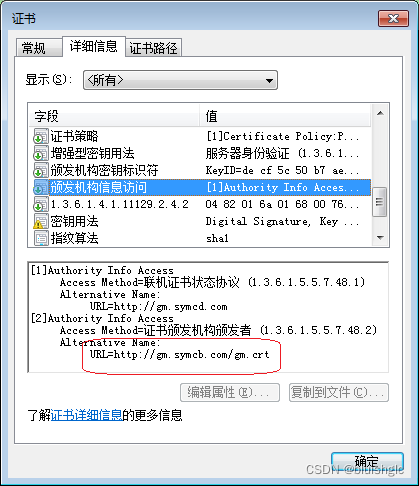 证书
常规 详细信息 证书路径
显示(S): <所有>
字段 值
证书策略 [1]Certificate Policy:P...
增强型密钥用法 服务器身份验证 (1.3.6.1...
颁发机构密钥标识符 KeyID=de cf 5c 50 b7 ae...
颁发机构信息访问 [1]Authority Info Acces...
1.3.6.1.4.1.11129.2.4.2 04 82 01 6a 01 68 00 76...
密钥用法 Digital Signature, Key ...
指纹算法 sha1
[1]Authority Info Access
Access Method=联机证书状态协议 (1.3.6.1.5.5.7.48.1)
Alternative Name:
URL=http://gm.symcd.com
[2]Authority Info Access
Access Method=证书颁发机构颁发者 (1.3.6.1.5.5.7.48.2)
Alternative Name:
URL=http://gm.symcb.com/gm.crt
编辑属性(E)... 复制到文件(C)...
了解证书详细信息的更多信息
确定